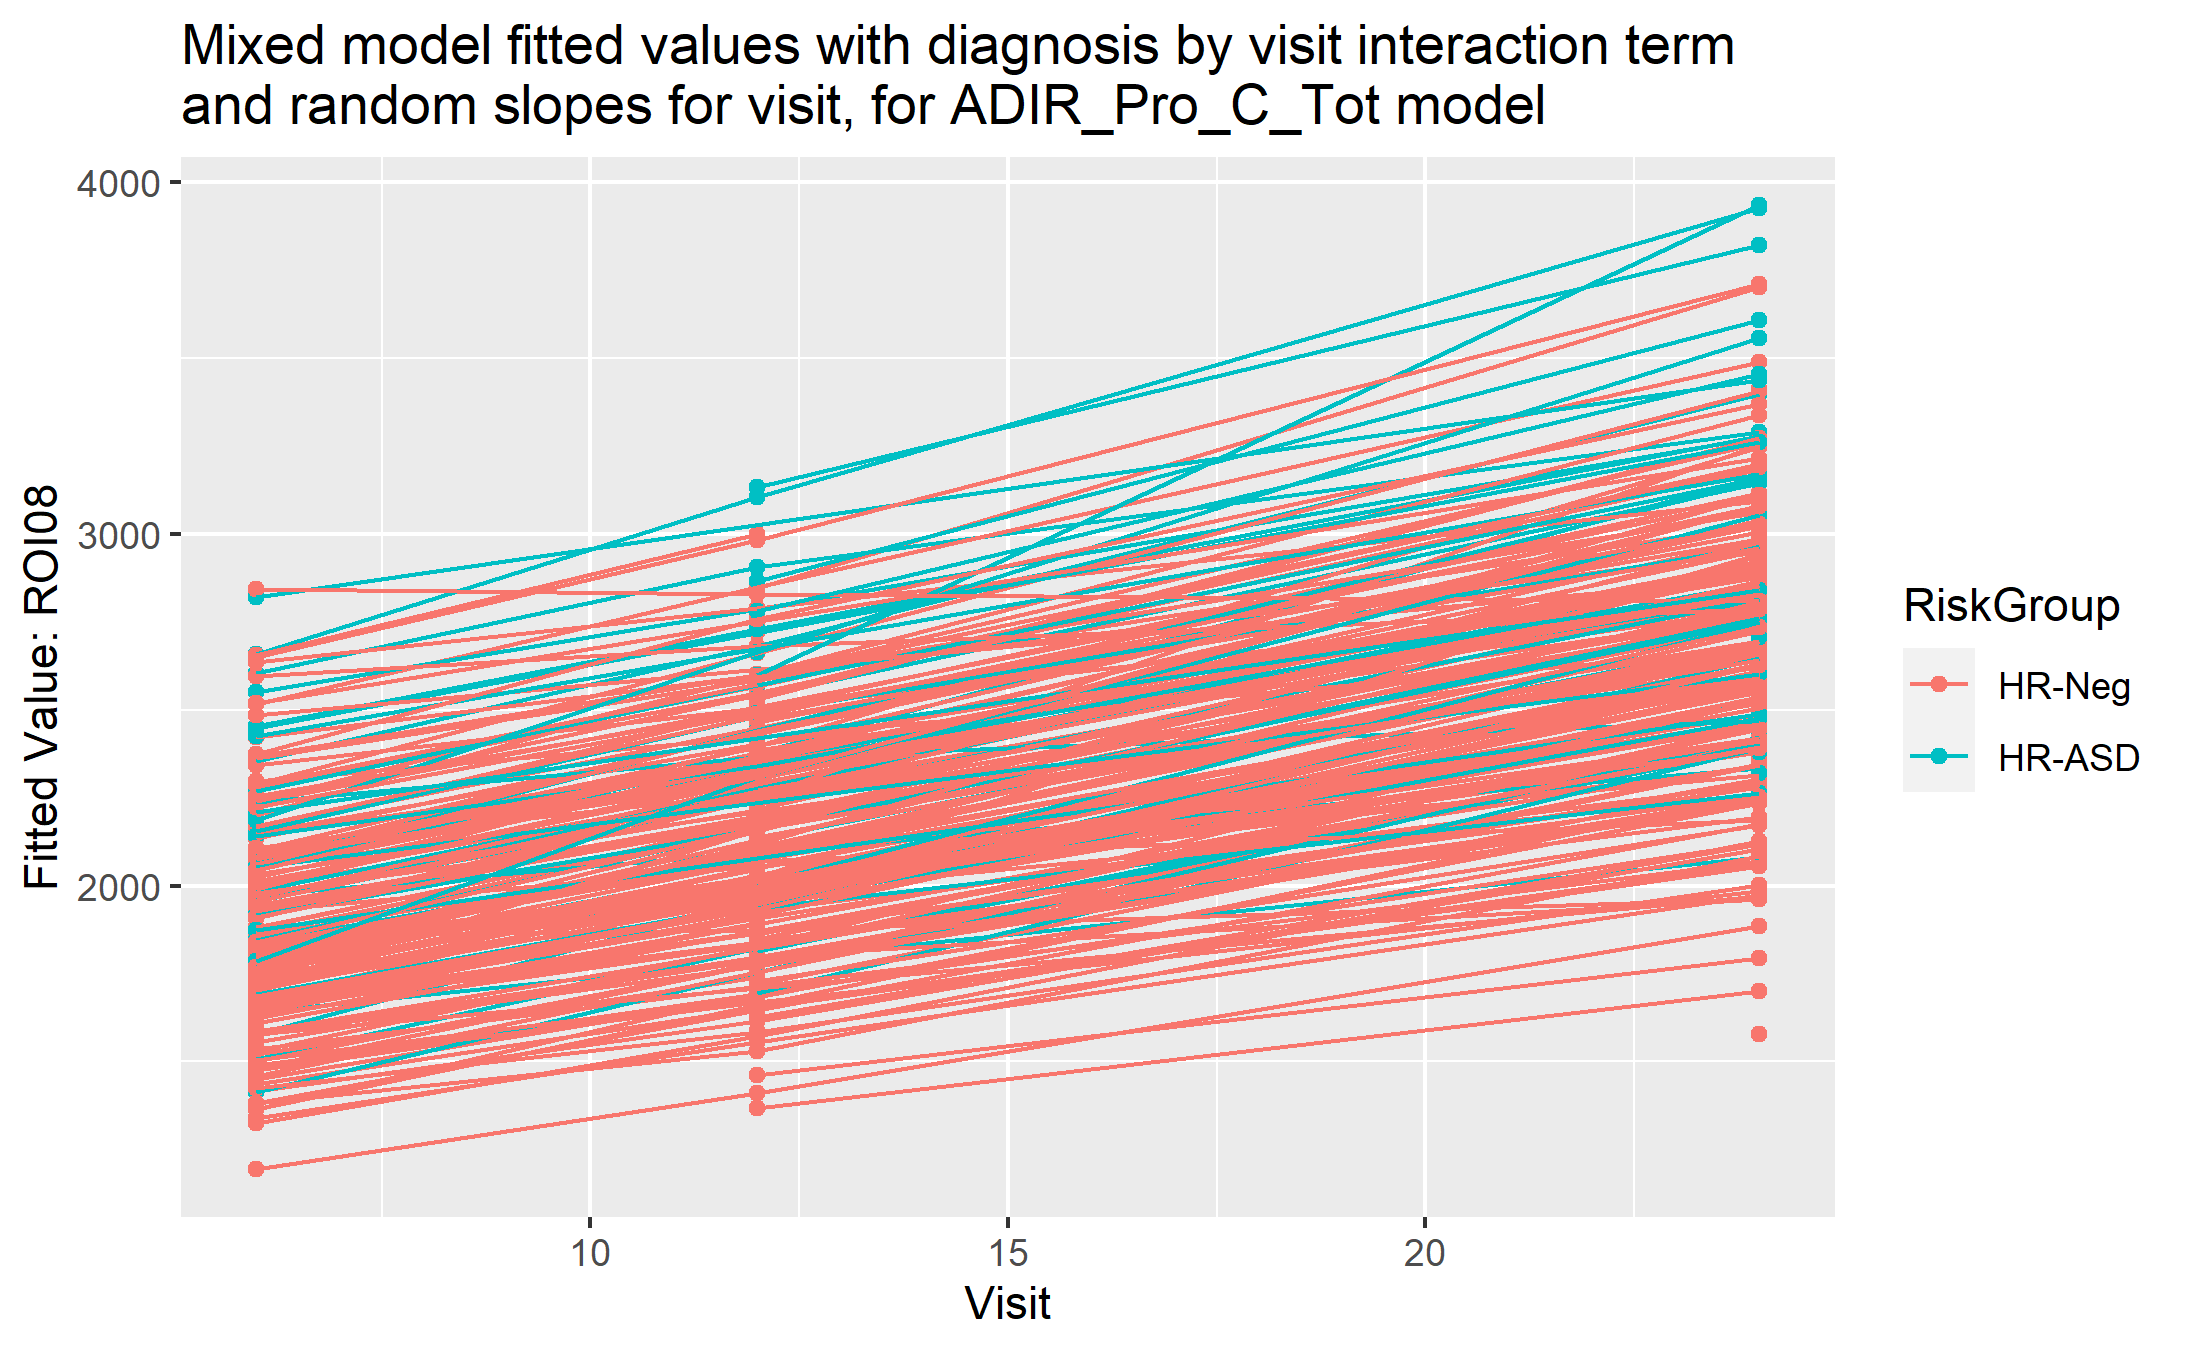 Mixed model fitted values with diagnosis by visit interaction term
and random slopes for visit, for ADIR_Pro_C_Tot model
4000
3000
2000
Fitted Value: ROI08
10
15
20
Visit
RiskGroup
HR-Neg
HR-ASD